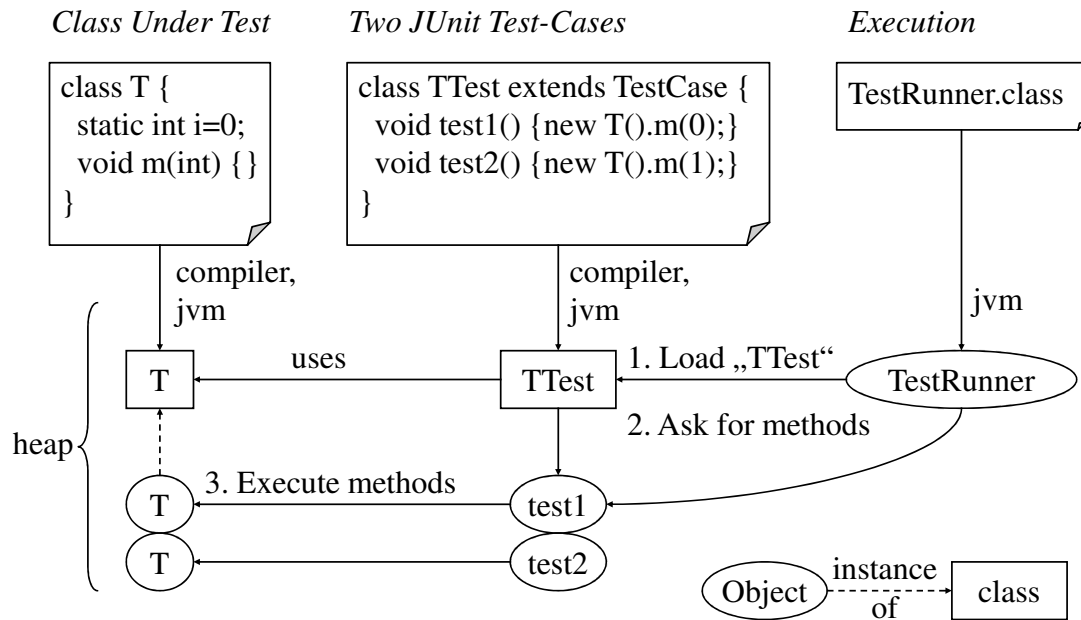 Class Under Test
Two JUnit Test-Cases
Execution
class T {
static int i=0;
void m(int) {}
}
class TTest extends TestCase {
void test1() {new T().m(0);}
void test2() {new T().m(1);}
}
TestRunner.class
compiler,
jvm
compiler,
jvm
jvm
T
uses
TTest
1. Load „TTest“
TestRunner
2. Ask for methods
heap
T
3. Execute methods
test1
T
test2
Object
instance
of
class